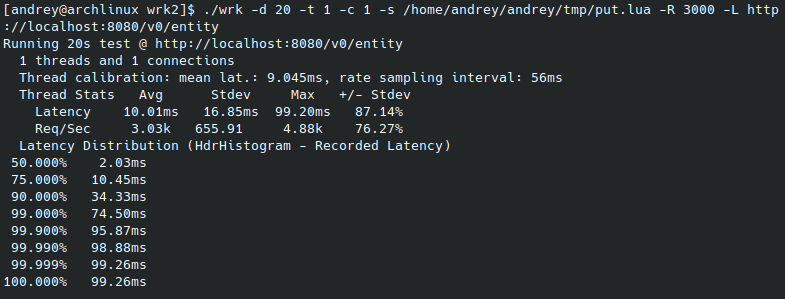 [andrey@archlinux wrk2]$ ./wrk -d 20 -t 1 -c 1 -s /home/andrey/andrey/tmp/put.lua -R 3000 -L http
://localhost:8080/v0/entity
Running 20s test @ http://localhost:8080/v0/entity
  1 threads and 1 connections
  Thread calibration: mean lat.: 9.045ms, rate sampling interval: 56ms
  Thread Stats   Avg      Stdev     Max   +/- Stdev
    Latency    10.01ms   16.85ms  99.20ms   87.14%
    Req/Sec     3.03k   655.91     4.88k    76.27%
  Latency Distribution (HdrHistogram - Recorded Latency)
 50.000%    2.03ms
 75.000%   10.45ms
 90.000%   34.33ms
 99.000%   74.50ms
 99.900%   95.87ms
 99.990%   98.88ms
 99.999%   99.26ms
100.000%   99.26ms